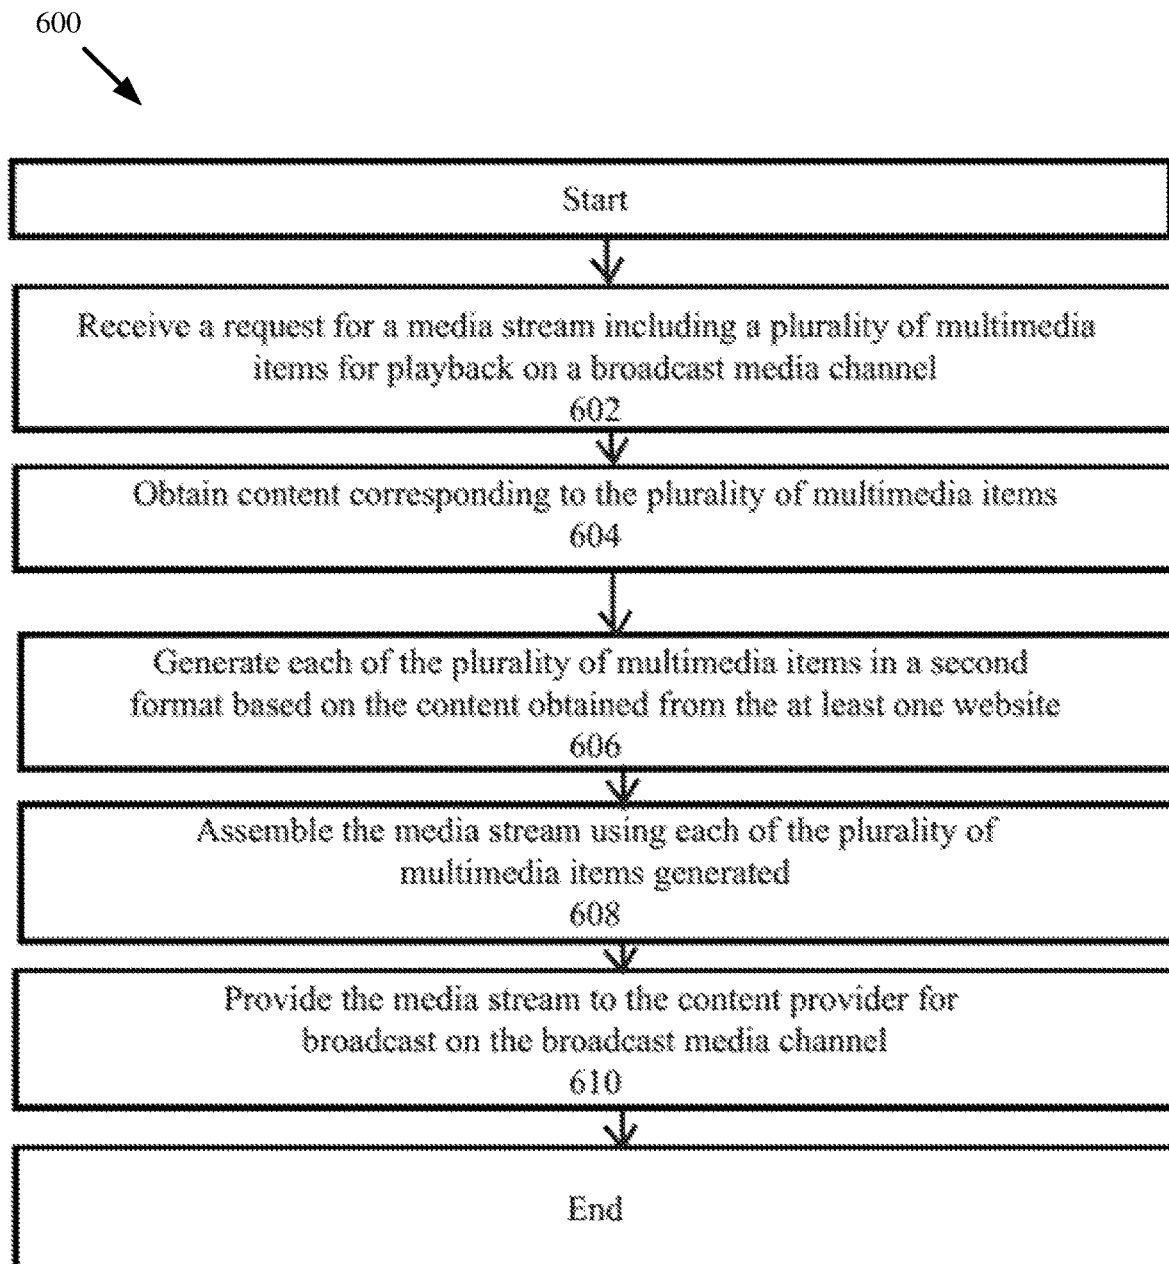 600
Start
Receive a request for a media stream including a plurality of multimedia
items for playback on a broadcast media channel
602
Obtain content corresponding to the plurality of multimedia items
604
Generate each of the plurality of multimedia items in a second
format based on the content obtained from the at least one website
606
Assemble the media stream using each of the plurality of
multimedia items generated
608
Provide the media stream to the content provider for
broadcast on the broadcast media channel
610
End